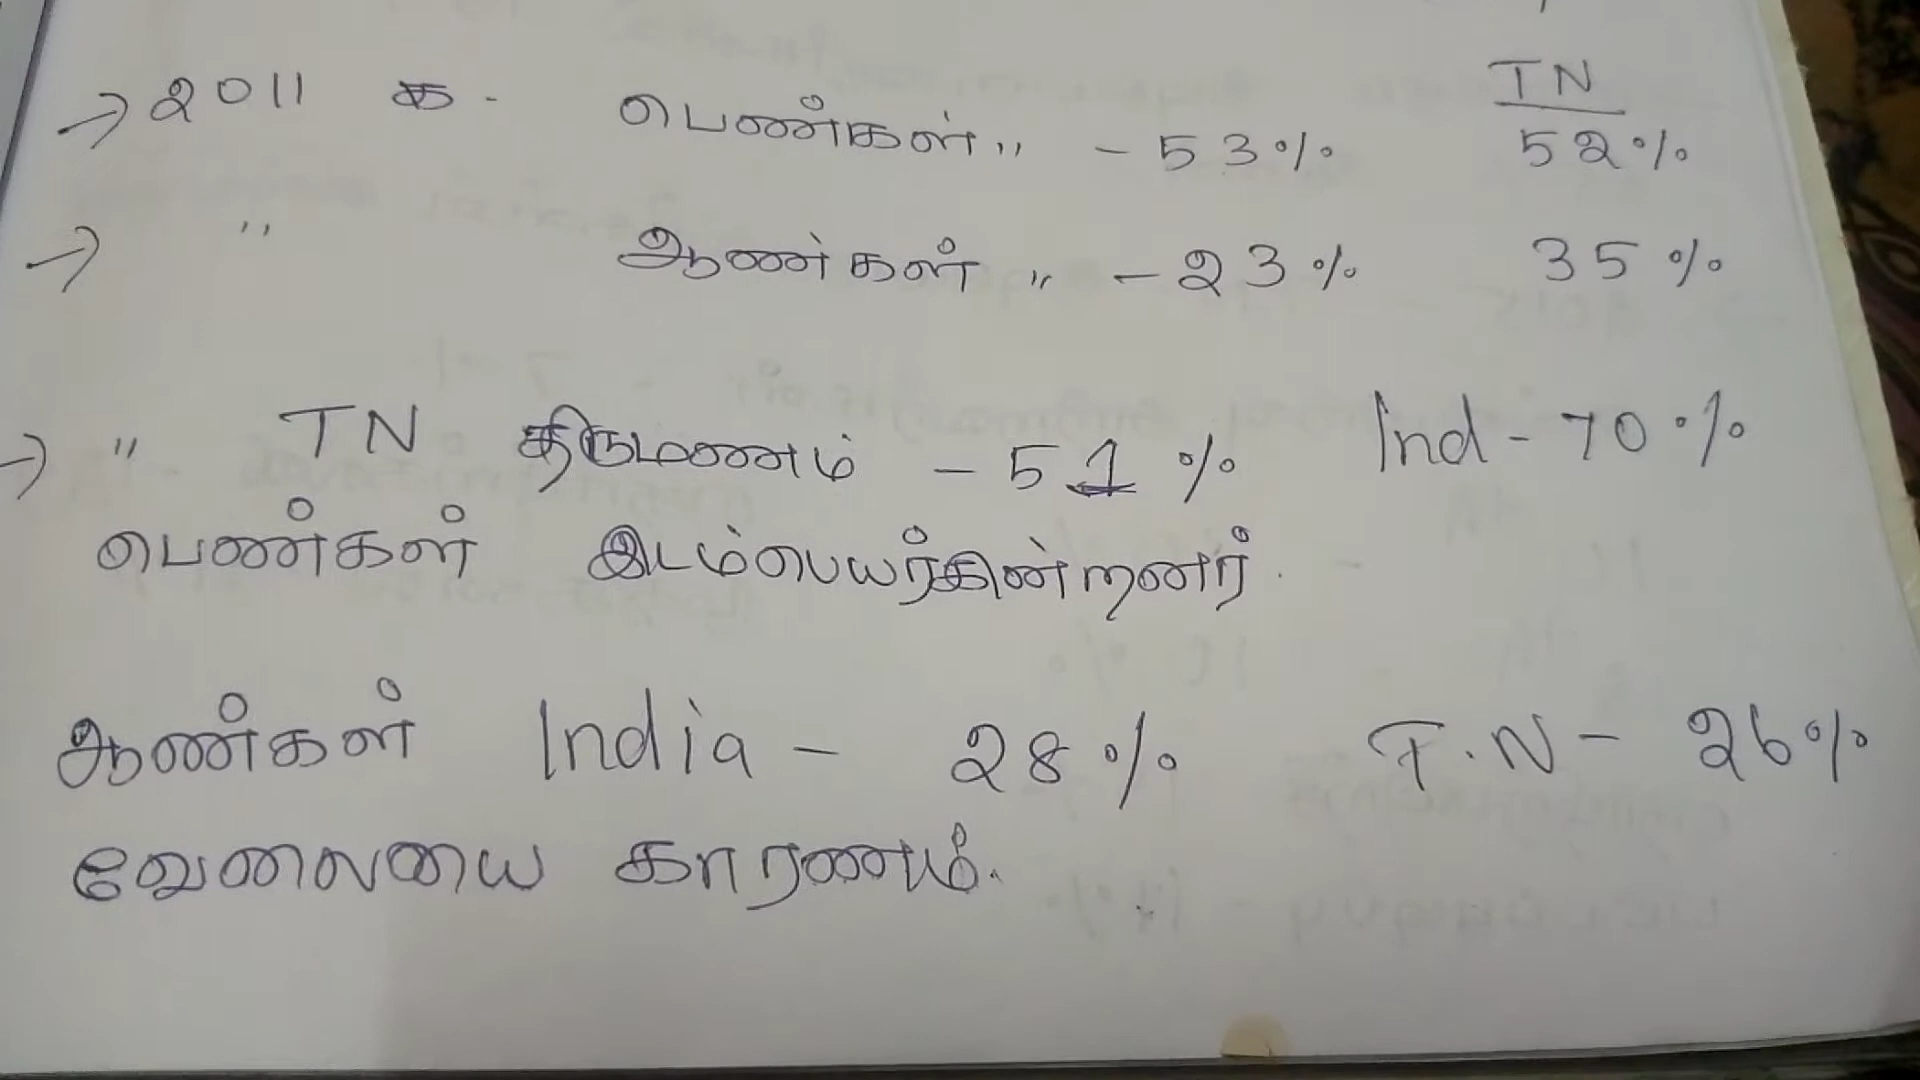 TN
→ 2011 க - பெண்கள் " - 53% 52%
→ " ஆண்கள் " - 23% 35%
→ " TN திருமணம் - 51% Ind - 70%
பெண்கள் இடம்பெயர்கின்றனர்.
ஆண்கள் India - 28% T.N - 26%
வேலையை காரணம்.